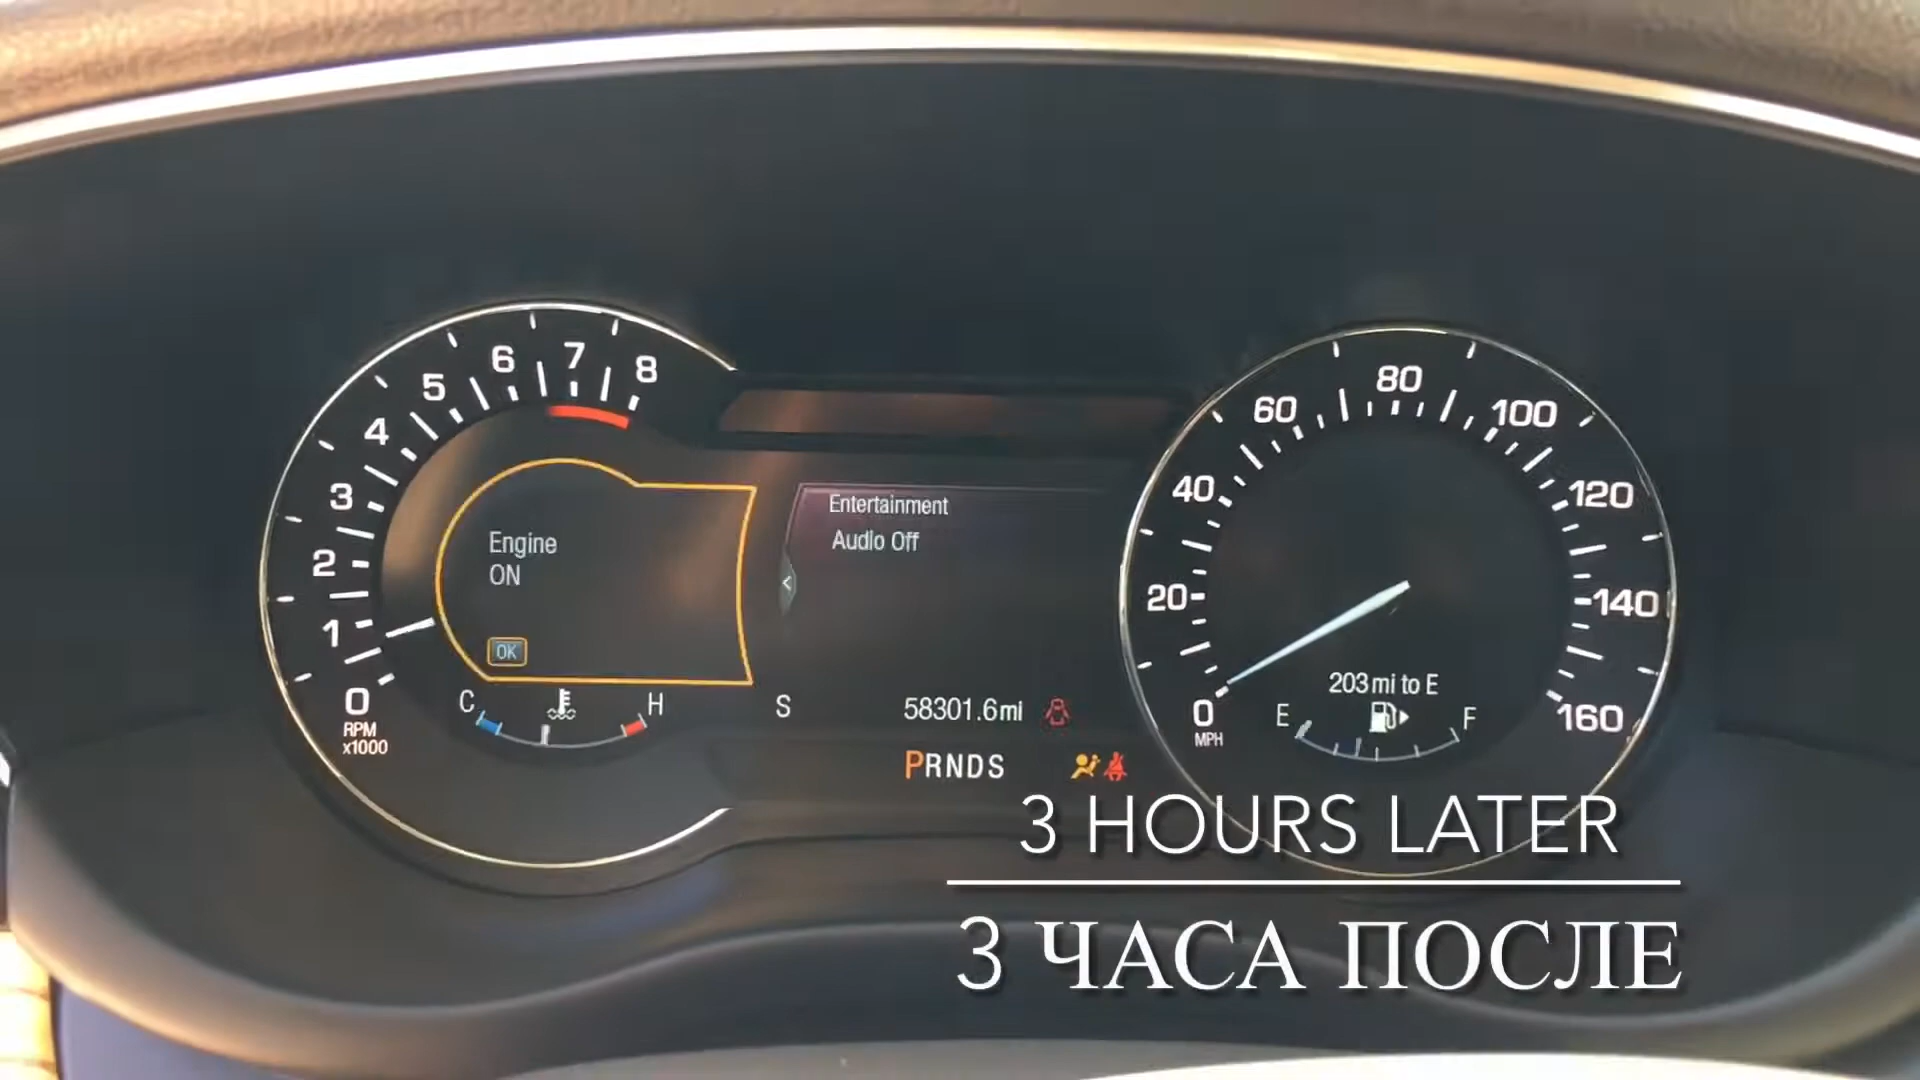 0
1
2
3
4
5
6
7
8
RPM
x1000
Engine
ON
OK
C
H
Entertainment
Audio Off
<
S
58301.6mi
PRNDS
0
MPH
20
40
60
80
100
120
140
160
203 mi to E
E
F
3 HOURS LATER
3 ЧАСА ПОСЛЕ